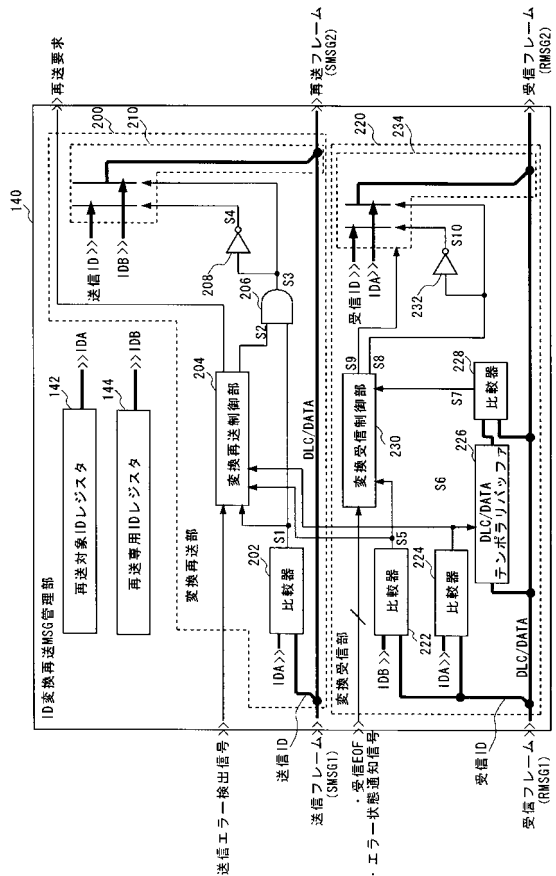 140
ID変換再送MSG管理部
142
再送対象IDレジスタ
>>IDA
144
再送専用IDレジスタ
>>IDB
変換再送部
200
210
再送要求
送信エラー検出信号
204
変換再送制御部
送信ID>>
IDB>>
S4
208
206
S3
S2
S1
202
比較器
IDA>>
送信ID
DLC/DATA
送信フレーム
(SMSG1)
再送フレーム
(SMSG2)
変換受信部
220
234
・受信EOF
・エラー状態通知信号
変換受信制御部
230
S9
S8
受信ID>>
IDA>>
S10
232
S5
IDB>>
比較器
222
224
IDA>>
比較器
S6
S7
228
比較器
226
DLC/DATA
テンポラリバッファ
受信ID
DLC/DATA
受信フレーム
(RMSG1)
受信フレーム
(RMSG2)